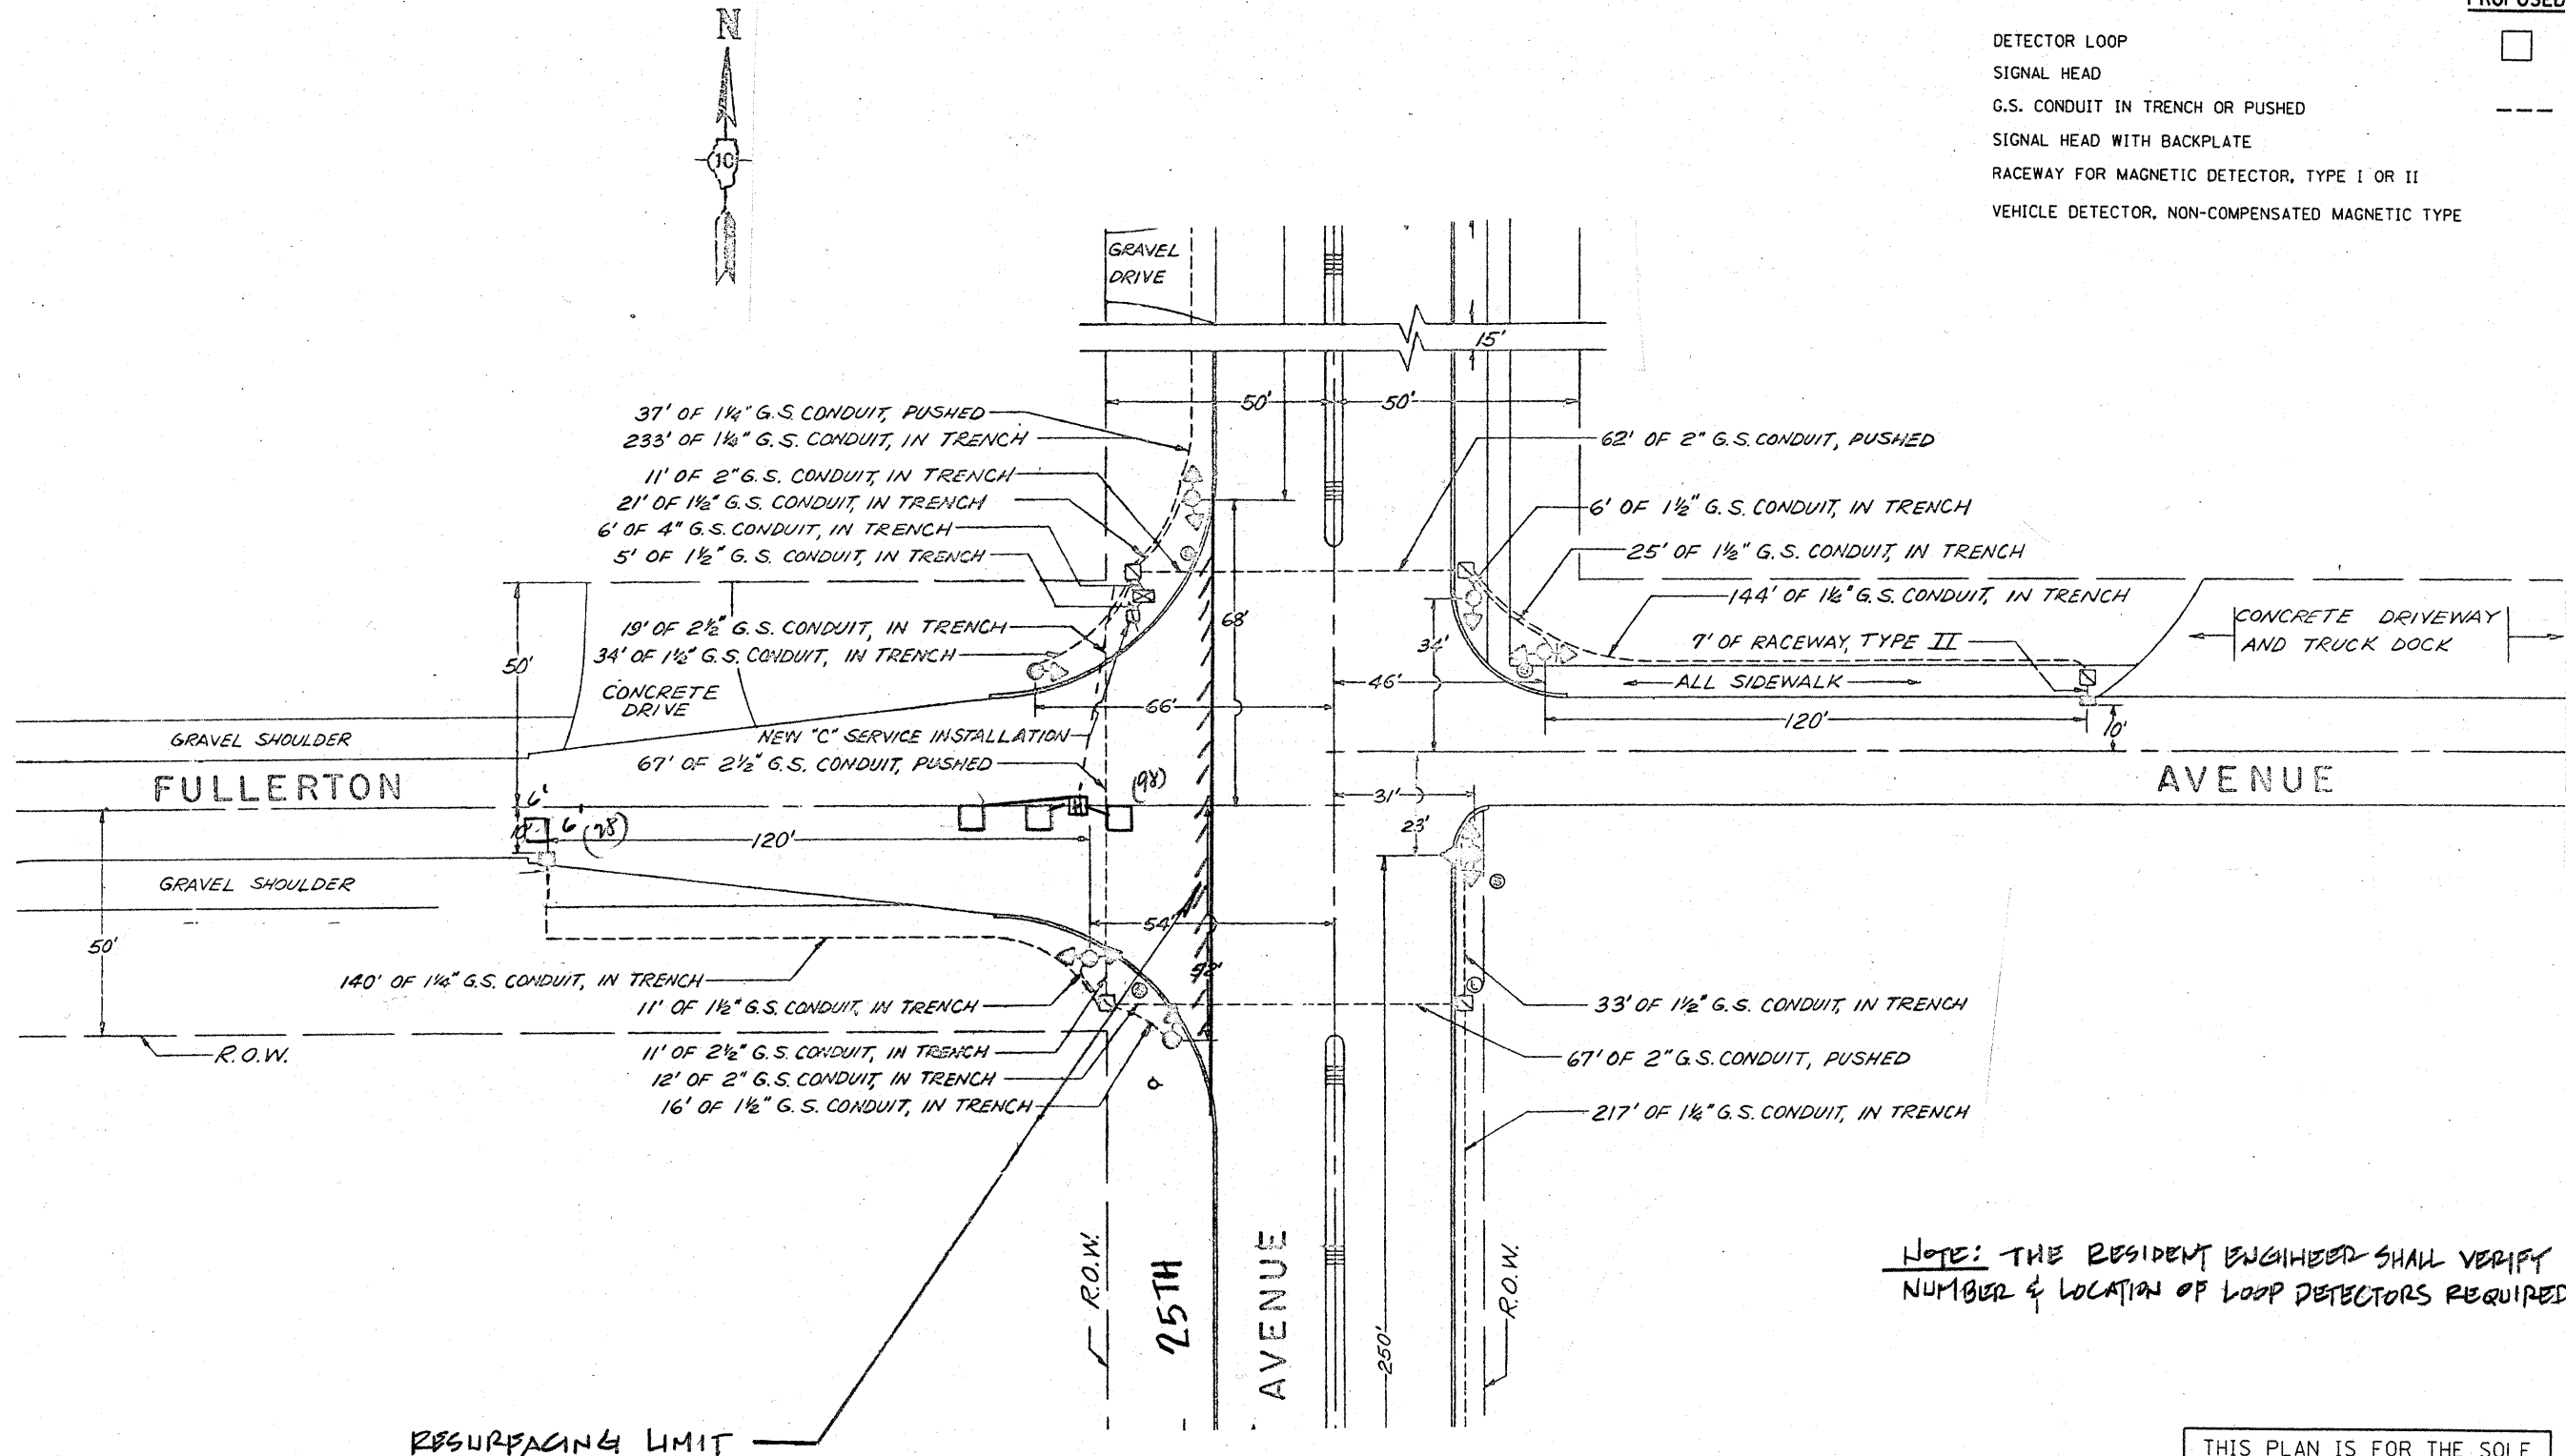 N
10
PROPOSED
DETECTOR LOOP
SIGNAL HEAD
G.S. CONDUIT IN TRENCH OR PUSHED
SIGNAL HEAD WITH BACKPLATE
RACEWAY FOR MAGNETIC DETECTOR, TYPE I OR II
VEHICLE DETECTOR, NON-COMPENSATED MAGNETIC TYPE
GRAVEL
DRIVE
15'
50'
50'
37' OF 1¼" G.S. CONDUIT, PUSHED
233' OF 1¼" G.S. CONDUIT, IN TRENCH
11' OF 2" G.S. CONDUIT, IN TRENCH
21' OF 1½" G.S. CONDUIT, IN TRENCH
6' OF 4" G.S. CONDUIT, IN TRENCH
5' OF 1½" G.S. CONDUIT, IN TRENCH
19' OF 2½" G.S. CONDUIT, IN TRENCH
34' OF 1½" G.S. CONDUIT, IN TRENCH
62' OF 2" G.S. CONDUIT, PUSHED
6' OF 1½" G.S. CONDUIT, IN TRENCH
25' OF 1½" G.S. CONDUIT, IN TRENCH
144' OF 1¼" G.S. CONDUIT, IN TRENCH
7' OF RACEWAY, TYPE II
CONCRETE DRIVEWAY
AND TRUCK DOCK
68'
34'
50'
CONCRETE
DRIVE
46'
ALL SIDEWALK
66'
120'
10'
GRAVEL SHOULDER
NEW "C" SERVICE INSTALLATION
67' OF 2½" G.S. CONDUIT, PUSHED
FULLERTON
AVENUE
(98)
6'
6'
(98)
120'
31'
23'
GRAVEL SHOULDER
54'
50'
52'
140' OF 1¼" G.S. CONDUIT, IN TRENCH
11' OF 1½" G.S. CONDUIT, IN TRENCH
R.O.W.
11' OF 2½" G.S. CONDUIT, IN TRENCH
12' OF 2" G.S. CONDUIT, IN TRENCH
16' OF 1½" G.S. CONDUIT, IN TRENCH
33' OF 1½" G.S. CONDUIT, IN TRENCH
67' OF 2" G.S. CONDUIT, PUSHED
217' OF 1¼" G.S. CONDUIT, IN TRENCH
R.O.W.
25TH
AVENUE
250'
R.O.W.
NOTE: THE RESIDENT ENGINEER SHALL VERIFY
NUMBER & LOCATION OF LOOP DETECTORS REQUIRED
RESURFACING LIMIT
THIS PLAN IS FOR THE SOLE